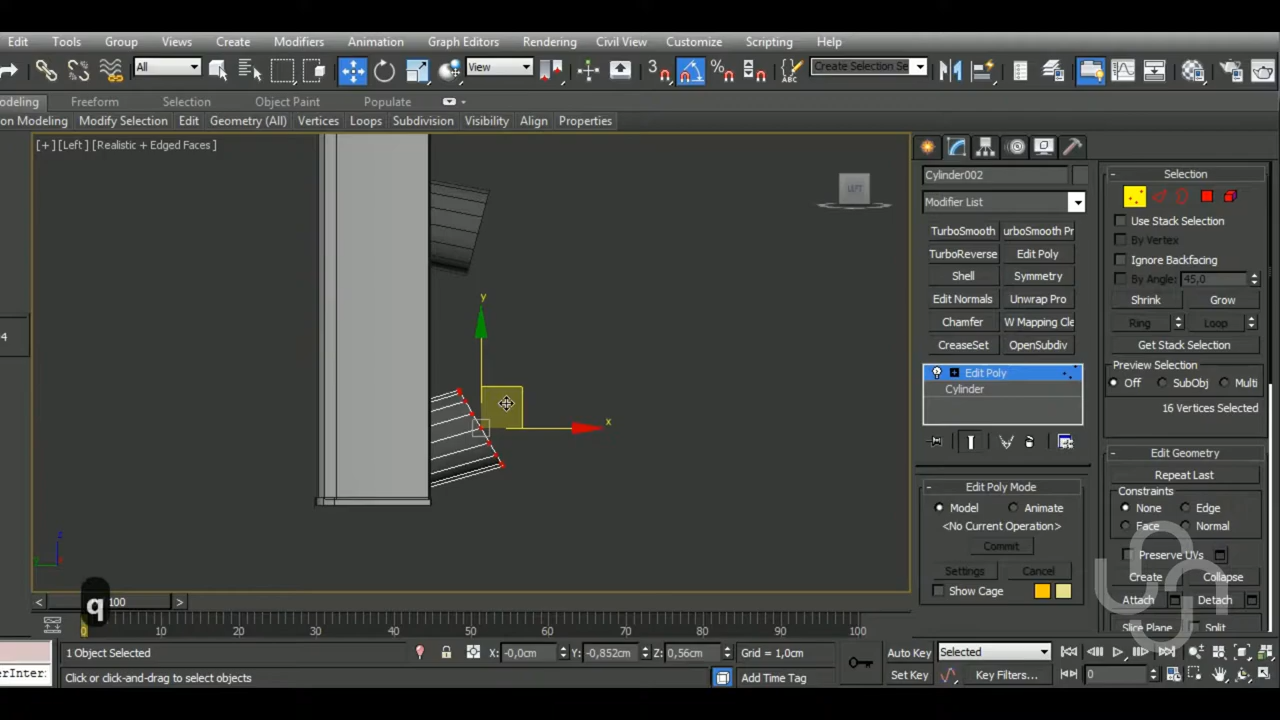 Edit Tools Group Views Create Modifiers Animation Graph Editors Rendering Civil View Customize Scripting Help
All View 3 Create Selection Se
Modeling Freeform Selection Object Paint Populate
on Modeling Modify Selection Edit Geometry (All) Vertices Loops Subdivision Visibility Align Properties
[+] [Left] [Realistic + Edged Faces]
LEFT
y
x
z
4
q
Cylinder002
Modifier List
TurboSmooth urboSmooth Pr
TurboReverse Edit Poly
Shell Symmetry
Edit Normals Unwrap Pro
Chamfer W Mapping Cle
CreaseSet OpenSubdiv
Edit Poly
Cylinder
- Edit Poly Mode
Model Animate
<No Current Operation>
Commit
Settings Cancel
Show Cage
- Selection
Use Stack Selection
By Vertex
Ignore Backfacing
By Angle: 45,0
Shrink Grow
Ring Loop
Get Stack Selection
Preview Selection
Off SubObj Multi
16 Vertices Selected
- Edit Geometry
Repeat Last
Constraints
None Edge
Face Normal
Preserve UVs
Create Collapse
Attach Detach
Slice Plane Split
< 100 >
0 10 20 30 40 50 60 70 80 90 100
1 Object Selected X: -0,0cm Y: -0,852cm Z: 0,56cm Grid = 1,0cm Auto Key Selected
erInter Click or click-and-drag to select objects Add Time Tag Set Key Key Filters... 0